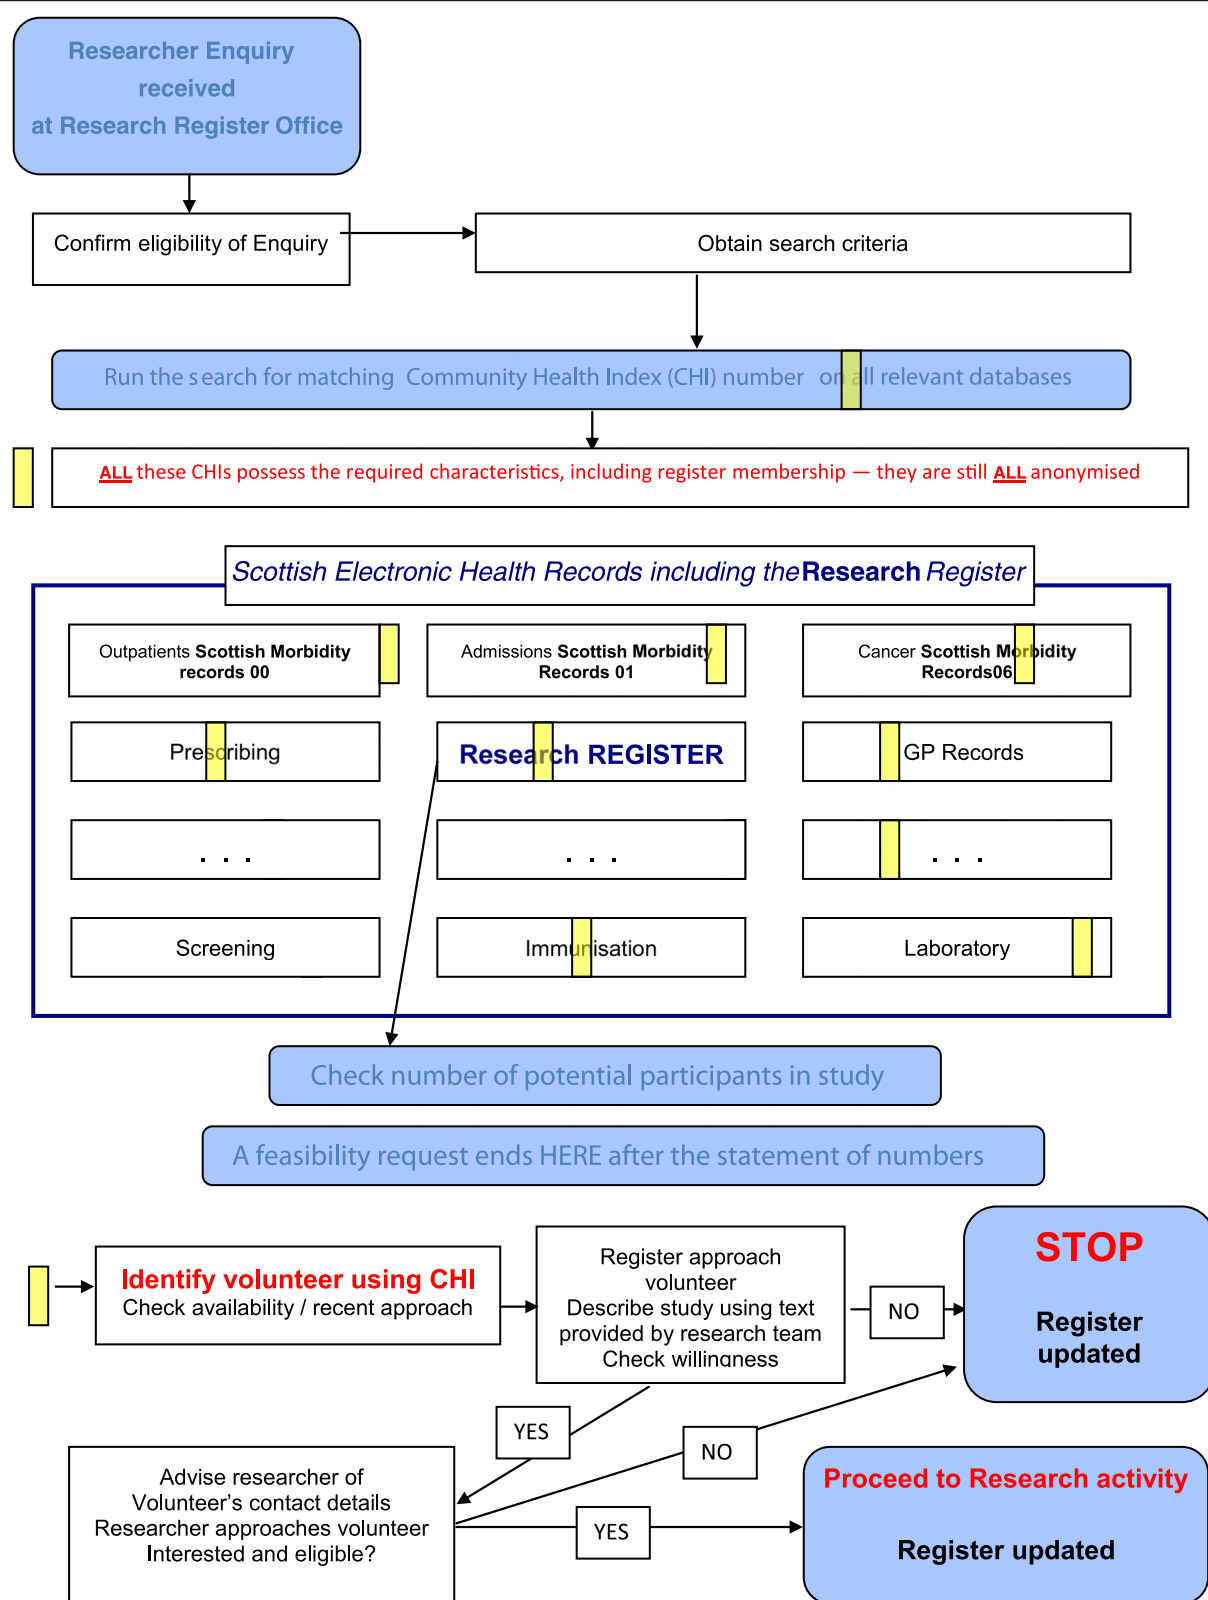 Researcher Enquiry
received
at Research Register Office
Confirm eligibility of Enquiry
Obtain search criteria
Run the search for matching Community Health Index (CHI) number on all relevant databases
ALL these CHIs possess the required characteristics, including register membership — they are still ALL anonymised
Scottish Electronic Health Records including the Research Register
Outpatients Scottish Morbidity
records 00
Admissions Scottish Morbidity
Records 01
Cancer Scottish Morbidity
Records06
Prescribing
Research REGISTER
GP Records
. . .
. . .
. . .
Screening
Immunisation
Laboratory
Check number of potential participants in study
A feasibility request ends HERE after the statement of numbers
Identify volunteer using CHI
Check availability / recent approach
Register approach
volunteer
Describe study using text
provided by research team
Check willingness
NO
STOP
Register
updated
YES
NO
Advise researcher of
Volunteer's contact details
Researcher approaches volunteer
Interested and eligible?
YES
Proceed to Research activity
Register updated